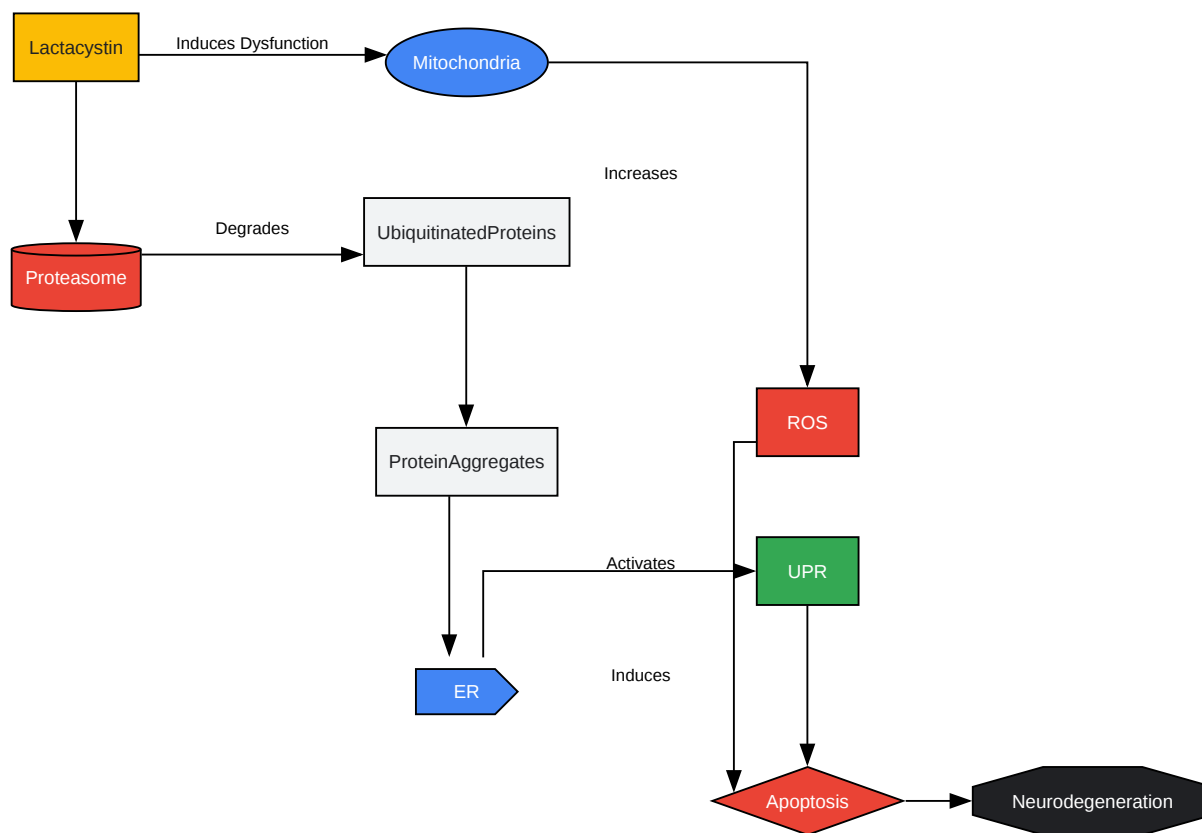 Lactacystin
Induces Dysfunction
Mitochondria
Increases
Degrades
UbiquitinatedProteins
Proteasome
ROS
ProteinAggregates
Activates
UPR
Induces
ER
Apoptosis
Neurodegeneration